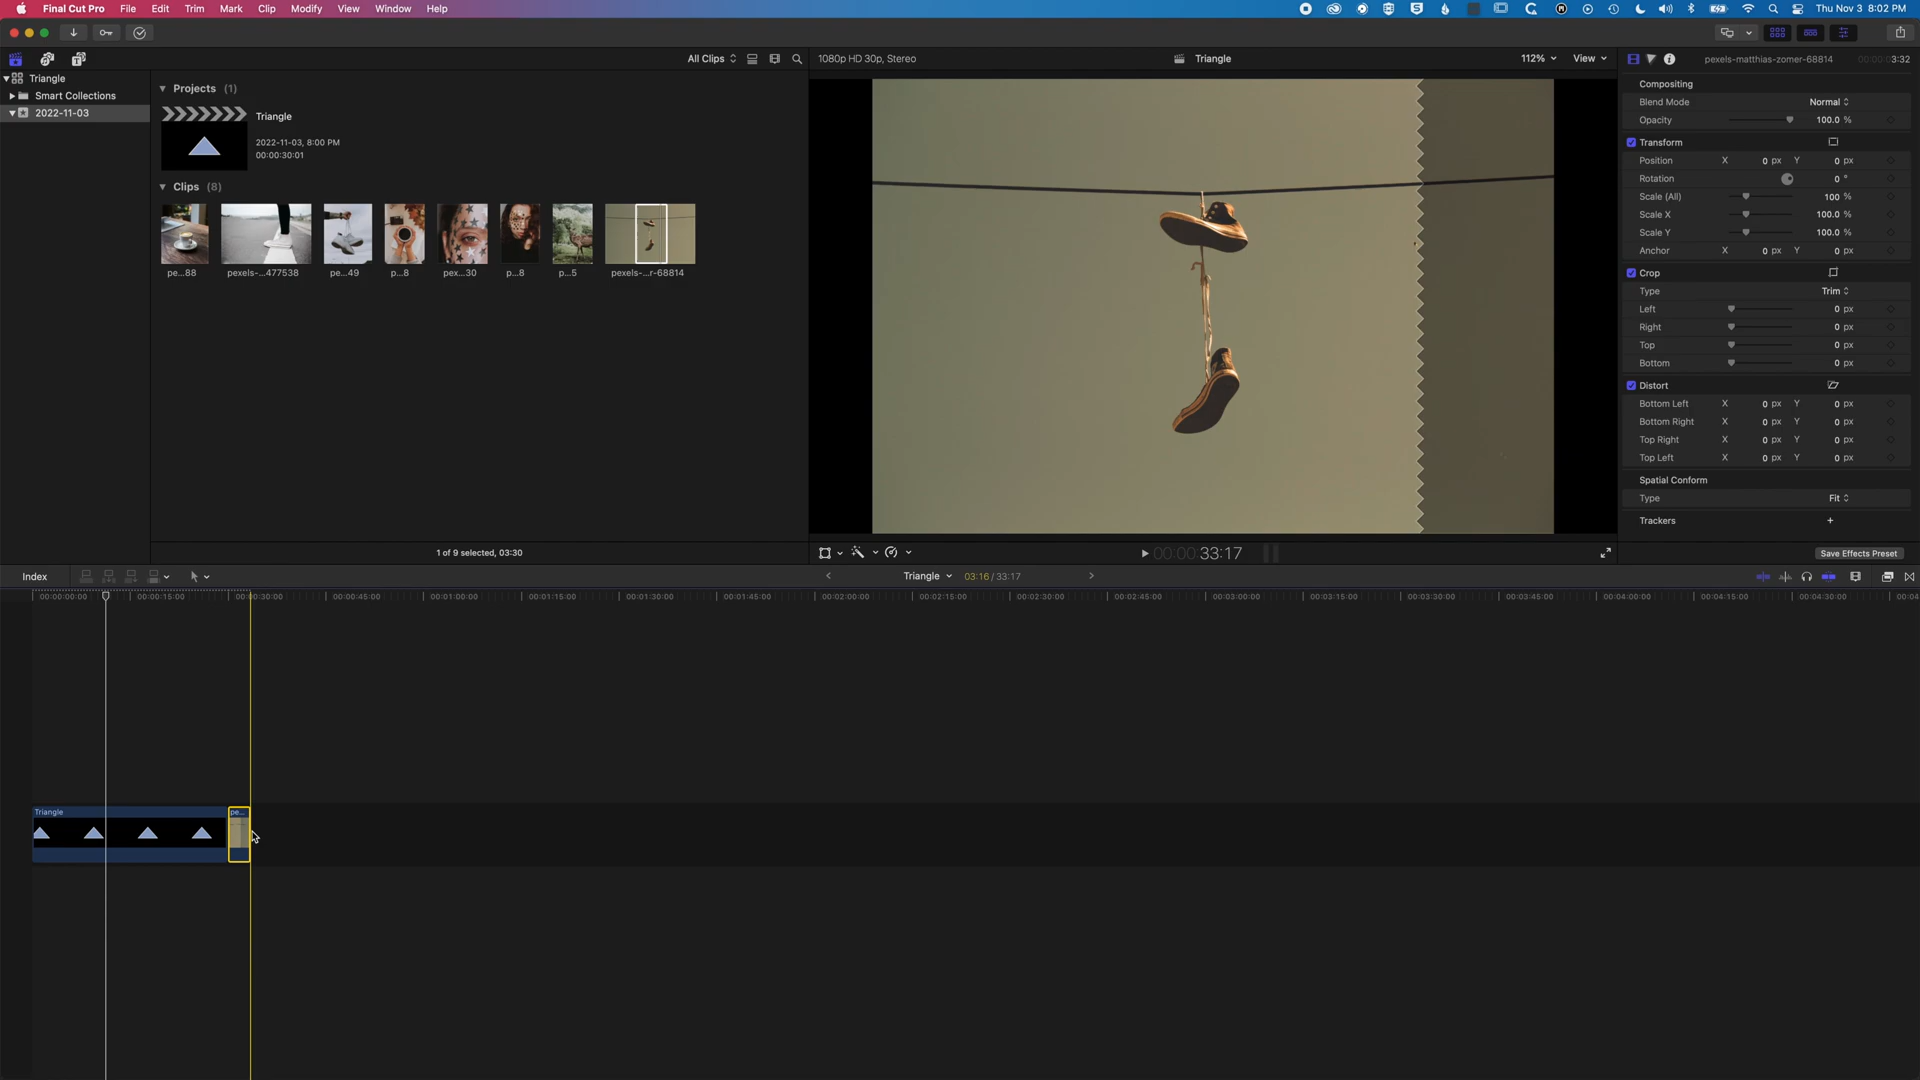 Final Cut Pro File Edit Trim Mark Clip Modify View Window Help Thu Nov 3 8:02 PM
All Clips 1080p HD 30p, Stereo Triangle 112% View pexels-matthias-zomer-68814 00:00:03:32
Triangle
Smart Collections
2022-11-03
Projects (1)
Triangle
2022-11-03, 8:00 PM
00:00:30:01
Clips (8)
pe...88 pexels-...477538 pe...49 p...8 pex...30 p...8 p...5 pexels-...r-68814
1 of 9 selected, 03:30
00:00:33:17
Compositing
Blend Mode Normal
Opacity 100.0 %
Transform
Position X 0 px Y 0 px
Rotation 0 °
Scale (All) 100 %
Scale X 100.0 %
Scale Y 100.0 %
Anchor X 0 px Y 0 px
Crop
Type Trim
Left 0 px
Right 0 px
Top 0 px
Bottom 0 px
Distort
Bottom Left X 0 px Y 0 px
Bottom Right X 0 px Y 0 px
Top Right X 0 px Y 0 px
Top Left X 0 px Y 0 px
Spatial Conform
Type Fit
Trackers +
Save Effects Preset
Index Triangle 03:16 / 33:17
00:00:00:00 00:00:15:00 00:00:30:00 00:00:45:00 00:01:00:00 00:01:15:00 00:01:30:00 00:01:45:00 00:02:00:00 00:02:15:00 00:02:30:00 00:02:45:00 00:03:00:00 00:03:15:00 00:03:30:00 00:03:45:00 00:04:00:00 00:04:15:00 00:04:30:00 00:04
Triangle pe...